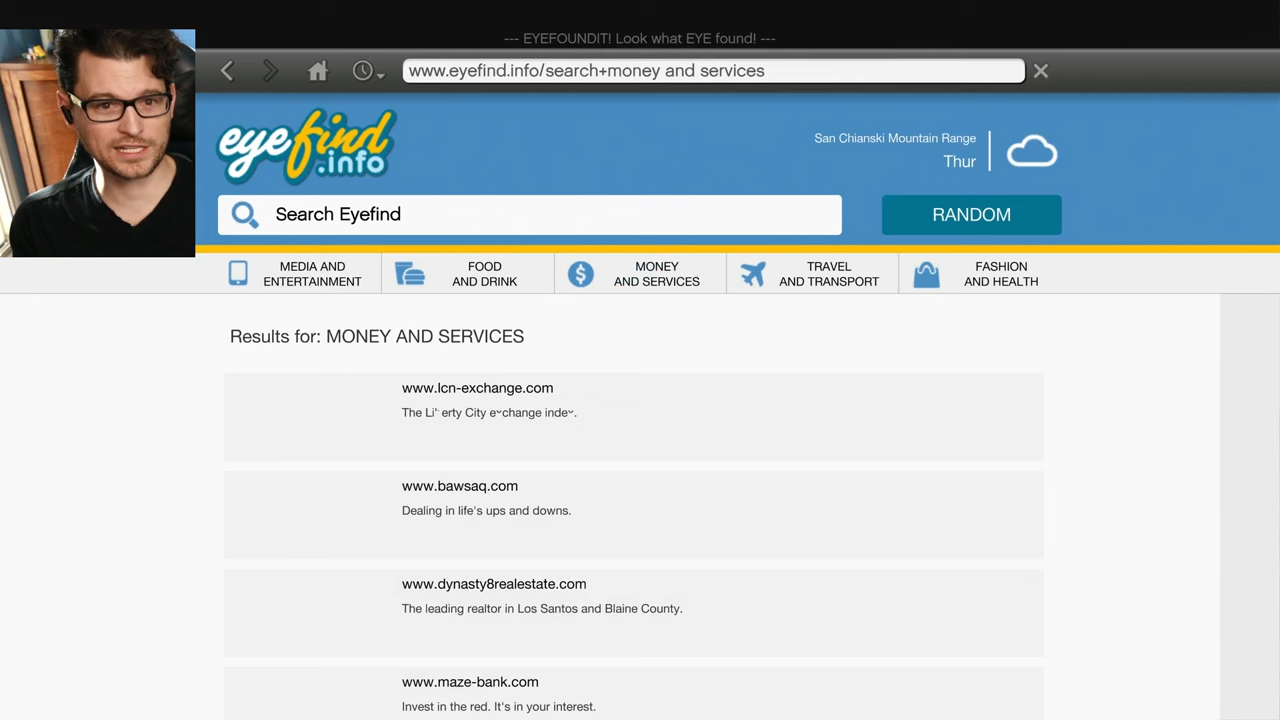 --- EYEFOUNDIT! Look what EYE found! ---
www.eyefind.info/search+money and services
eyefind.info
San Chianski Mountain Range
Thur
Search Eyefind
RANDOM
MEDIA AND ENTERTAINMENT
FOOD AND DRINK
MONEY AND SERVICES
TRAVEL AND TRANSPORT
FASHION AND HEALTH
Results for: MONEY AND SERVICES
www.lcn-exchange.com
The City
www.bawsaq.com
Dealing in life's ups and downs.
www.dynasty8realestate.com
The leading realtor in Los Santos and Blaine County.
www.maze-bank.com
Invest in the red. It's in your interest.